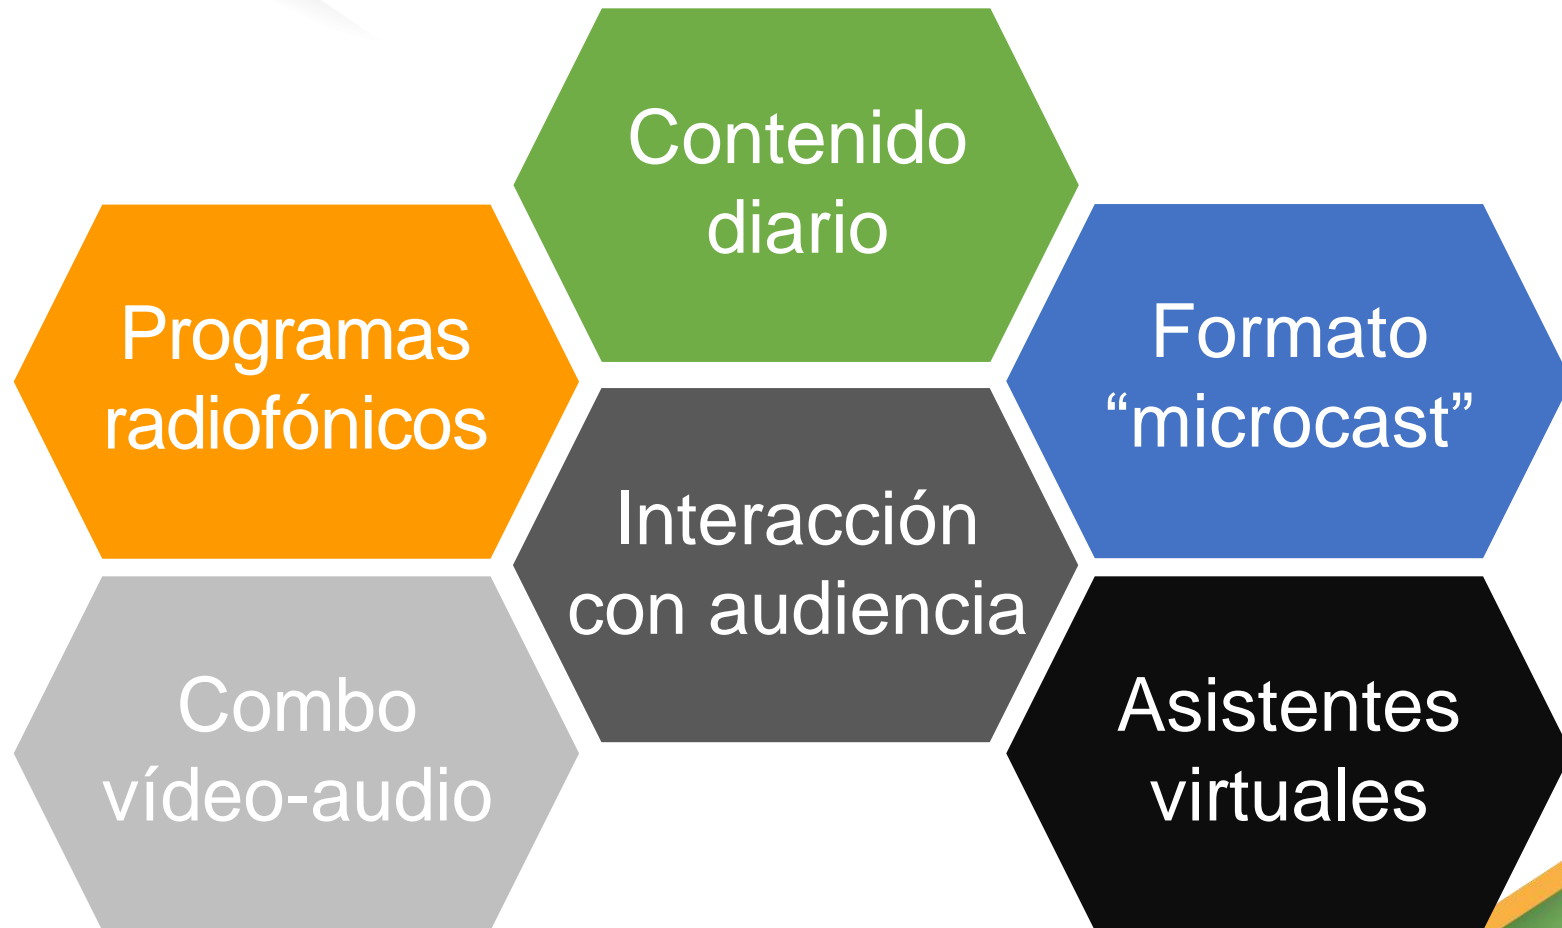 Contenido
diario
Programas
radiofónicos
Formato
“microcast”
Interacción
con audiencia
Combo
vídeo-audio
Asistentes
virtuales